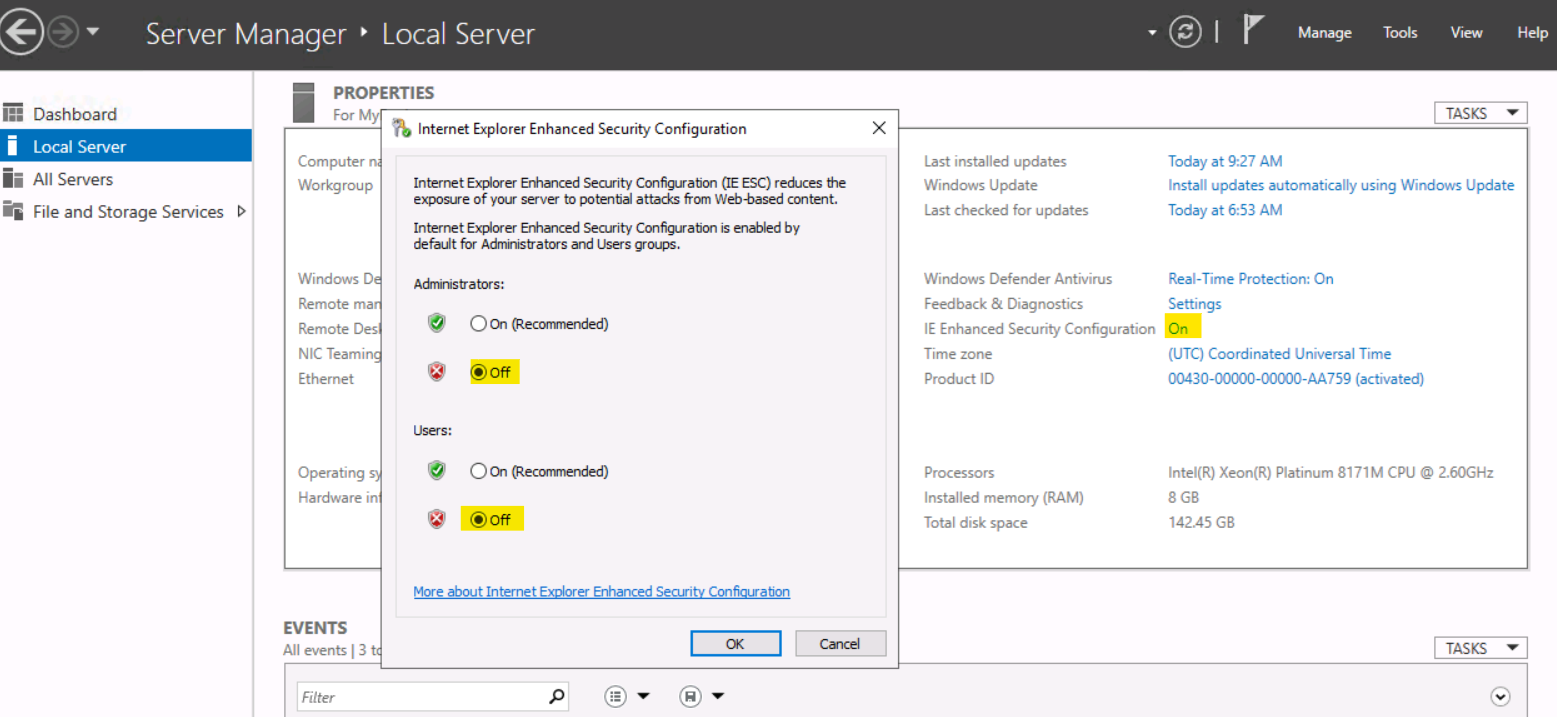 Server Manager ‣ Local Server
Manage Tools View Help
Dashboard
Local Server
All Servers
File and Storage Services
PROPERTIES
For My
TASKS
Internet Explorer Enhanced Security Configuration
Internet Explorer Enhanced Security Configuration (IE ESC) reduces the
exposure of your server to potential attacks from Web-based content.
Internet Explorer Enhanced Security Configuration is enabled by
default for Administrators and Users groups.
Administrators:
On (Recommended)
Off
Users:
On (Recommended)
Off
More about Internet Explorer Enhanced Security Configuration
OK Cancel
Computer na
Workgroup
Windows De
Remote man
Remote Desk
NIC Teaming
Ethernet
Operating sy
Hardware inf
Last installed updates Today at 9:27 AM
Windows Update Install updates automatically using Windows Update
Last checked for updates Today at 6:53 AM
Windows Defender Antivirus Real-Time Protection: On
Feedback & Diagnostics Settings
IE Enhanced Security Configuration On
Time zone (UTC) Coordinated Universal Time
Product ID 00430-00000-00000-AA759 (activated)
Processors Intel(R) Xeon(R) Platinum 8171M CPU @ 2.60GHz
Installed memory (RAM) 8 GB
Total disk space 142.45 GB
EVENTS
All events | 3 to
TASKS
Filter